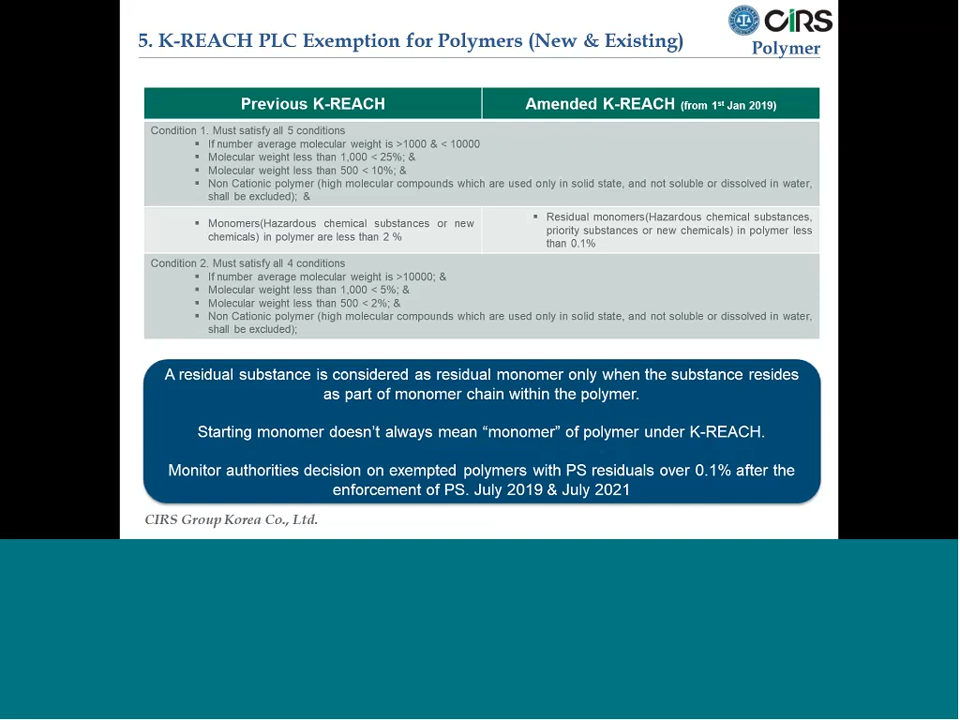 CIRS
5. K-REACH PLC Exemption for Polymers (New & Existing)
Polymer
Previous K-REACH
Amended K-REACH (from 1st Jan 2019)
Condition 1. Must satisfy all 5 conditions
▪ If number average molecular weight is >1000 & < 10000
▪ Molecular weight less than 1,000 < 25%; &
▪ Molecular weight less than 500 < 10%; &
▪ Non Cationic polymer (high molecular compounds which are used only in solid state, and not soluble or dissolved in water,
shall be excluded); &
▪ Monomers(Hazardous chemical substances or new
chemicals) in polymer are less than 2 %
▪ Residual monomers(Hazardous chemical substances,
priority substances or new chemicals) in polymer less
than 0.1%
Condition 2. Must satisfy all 4 conditions
▪ If number average molecular weight is >10000; &
▪ Molecular weight less than 1,000 < 5%; &
▪ Molecular weight less than 500 < 2%; &
▪ Non Cationic polymer (high molecular compounds which are used only in solid state, and not soluble or dissolved in water,
shall be excluded);
A residual substance is considered as residual monomer only when the substance resides
as part of monomer chain within the polymer.
Starting monomer doesn't always mean “monomer” of polymer under K-REACH.
Monitor authorities decision on exempted polymers with PS residuals over 0.1% after the
enforcement of PS. July 2019 & July 2021
CIRS Group Korea Co., Ltd.